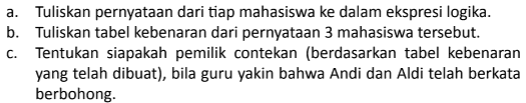 a. Tuliskan pernyataan dari tiap mahasiswa ke dalam ekspresi logika.
b. Tuliskan tabel kebenaran dari pernyataan 3 mahasiswa tersebut.
c. Tentukan siapakah pemilik contekan (berdasarkan tabel kebenaran
yang telah dibuat), bila guru yakin bahwa Andi dan Aldi telah berkata
berbohong.